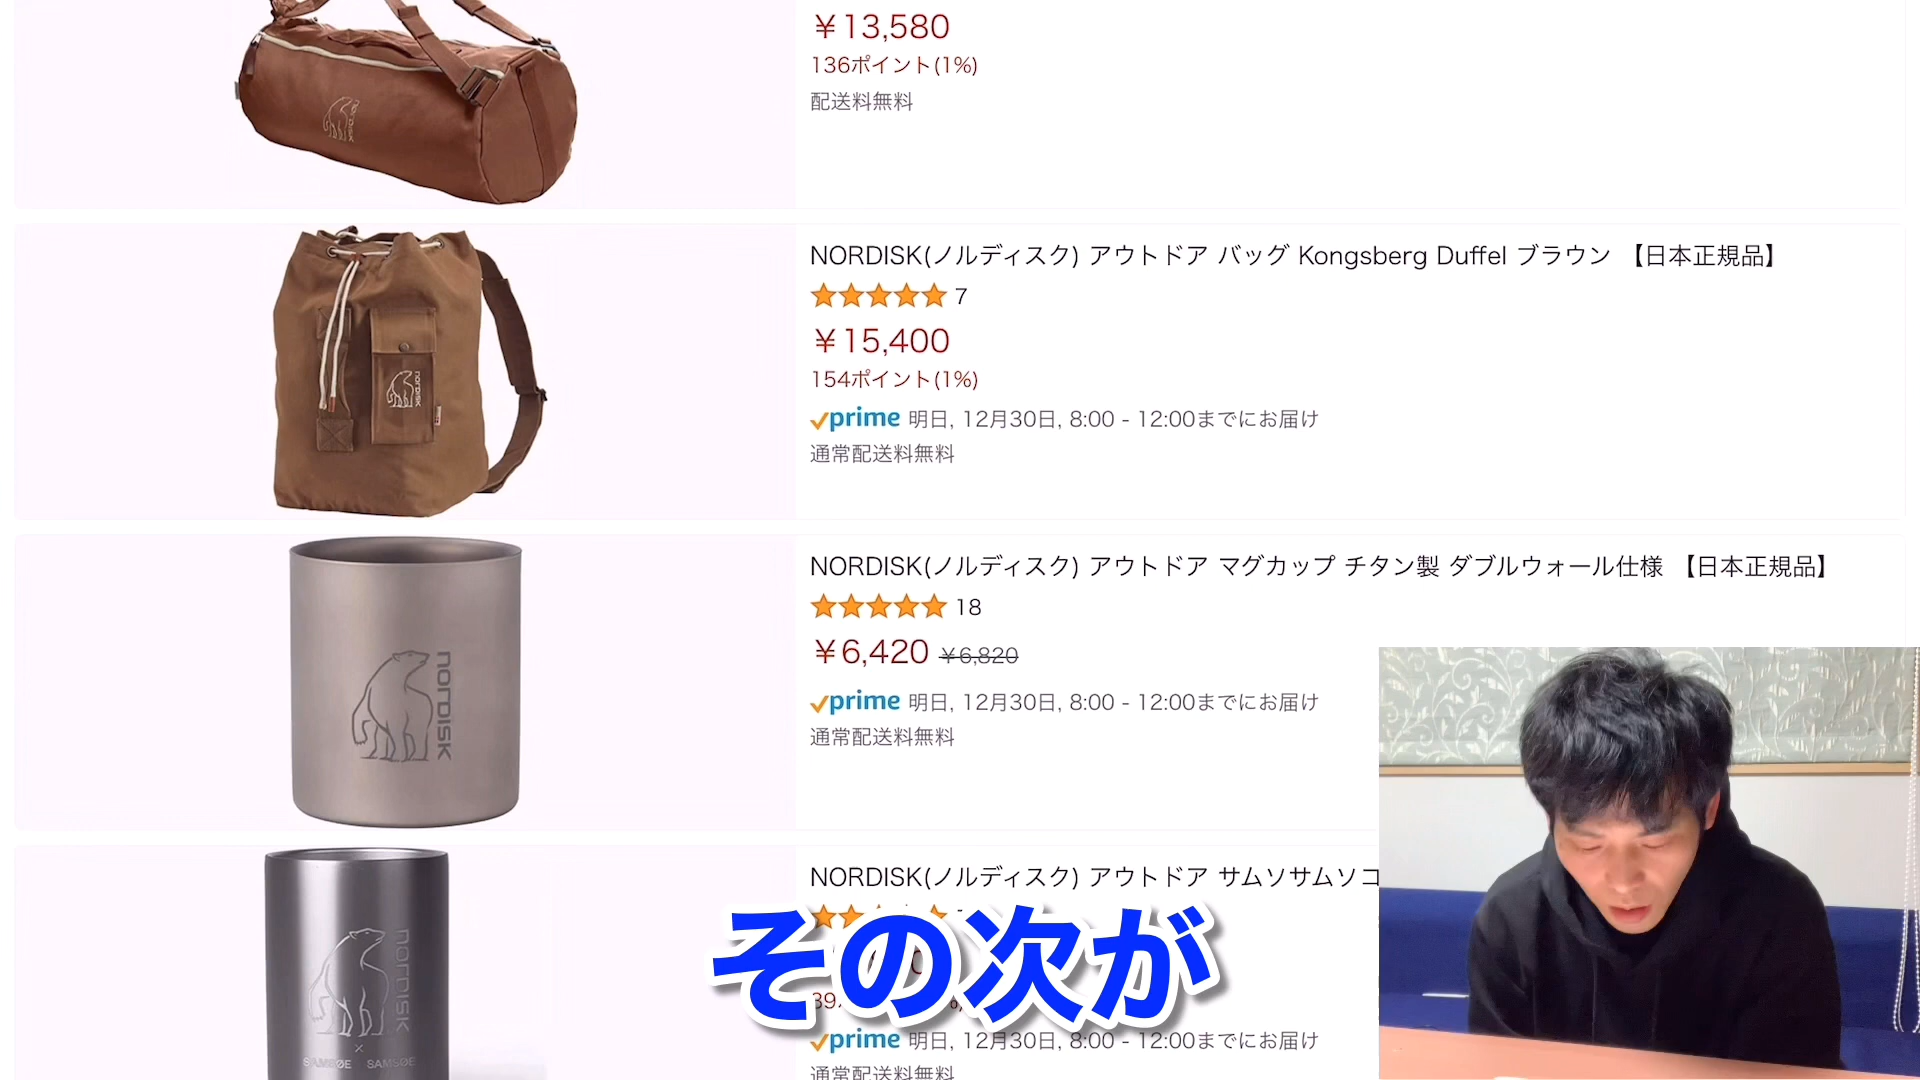 ￥13,580
136ポイント(1%)
配送料無料
NORDISK(ノルディスク) アウトドア バッグ Kongsberg Duffel ブラウン 【日本正規品】
7
￥15,400
154ポイント(1%)
prime 明日, 12月30日, 8:00 - 12:00までにお届け
通常配送料無料
nordisk
NORDISK(ノルディスク) アウトドア マグカップ チタン製 ダブルウォール仕様 【日本正規品】
18
￥6,420 ￥6,820
prime 明日, 12月30日, 8:00 - 12:00までにお届け
通常配送料無料
nordisk
NORDISK(ノルディスク) アウトドア サムソサムソコ
その次が
prime 明日, 12月30日, 8:00 - 12:00までにお届け
通常配送料無料
nordisk
×
SAMSØE SAMSØE